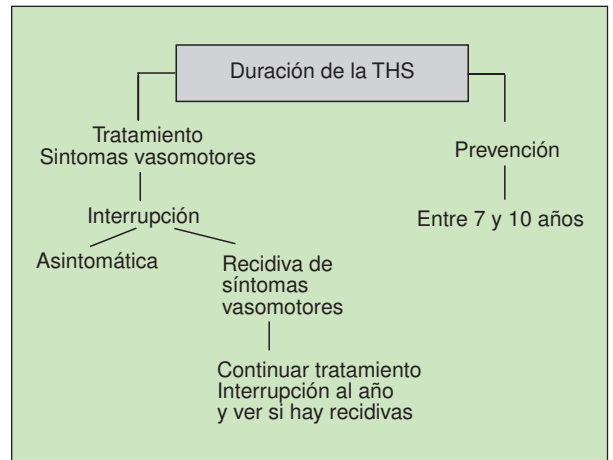 Duración de la THS
Tratamiento
Sintomas vasomotores
Prevención
Interrupción
Entre 7 y 10 años
Asintomática
Recidiva de
síntomas
vasomotores
Continuar tratamiento
Interrupción al año
y ver si hay recidivas